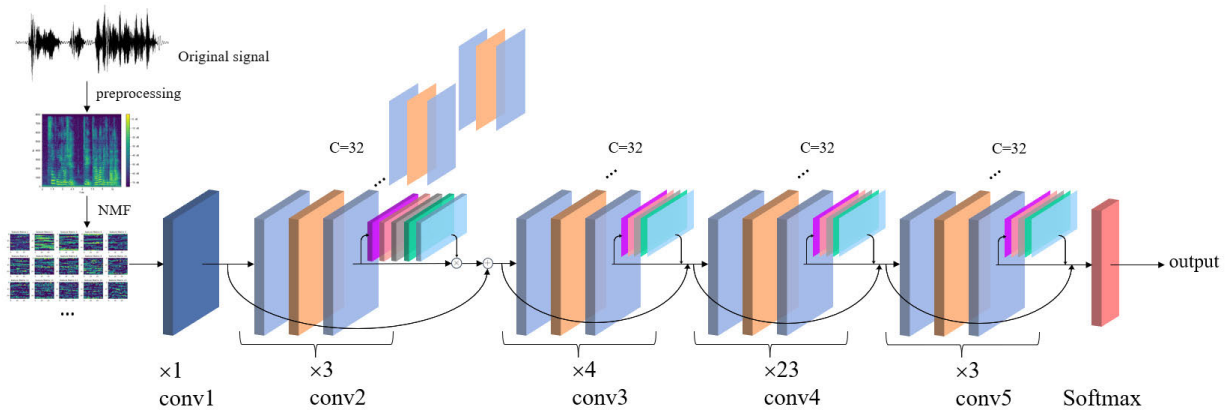 Original signal
preprocessing
NMF
...
C=32
...
C=32
...
C=32
...
C=32
...
×
+
output
×1
×3
×4
×23
×3
conv1
conv2
conv3
conv4
conv5
Softmax